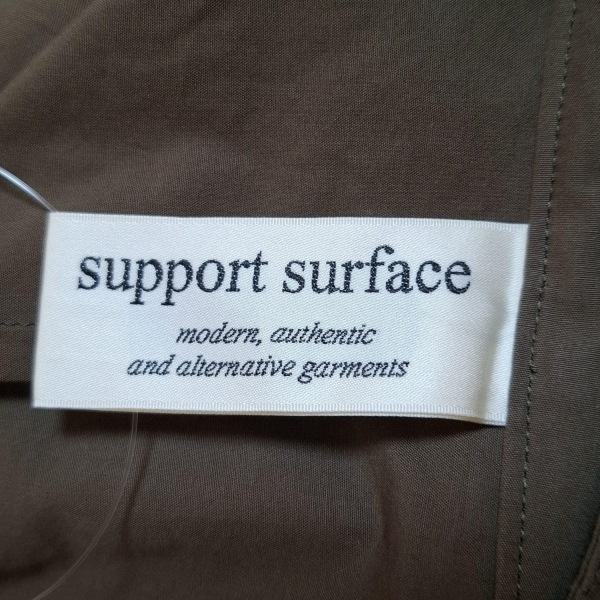 support surface
modern, authentic
and alternative garments